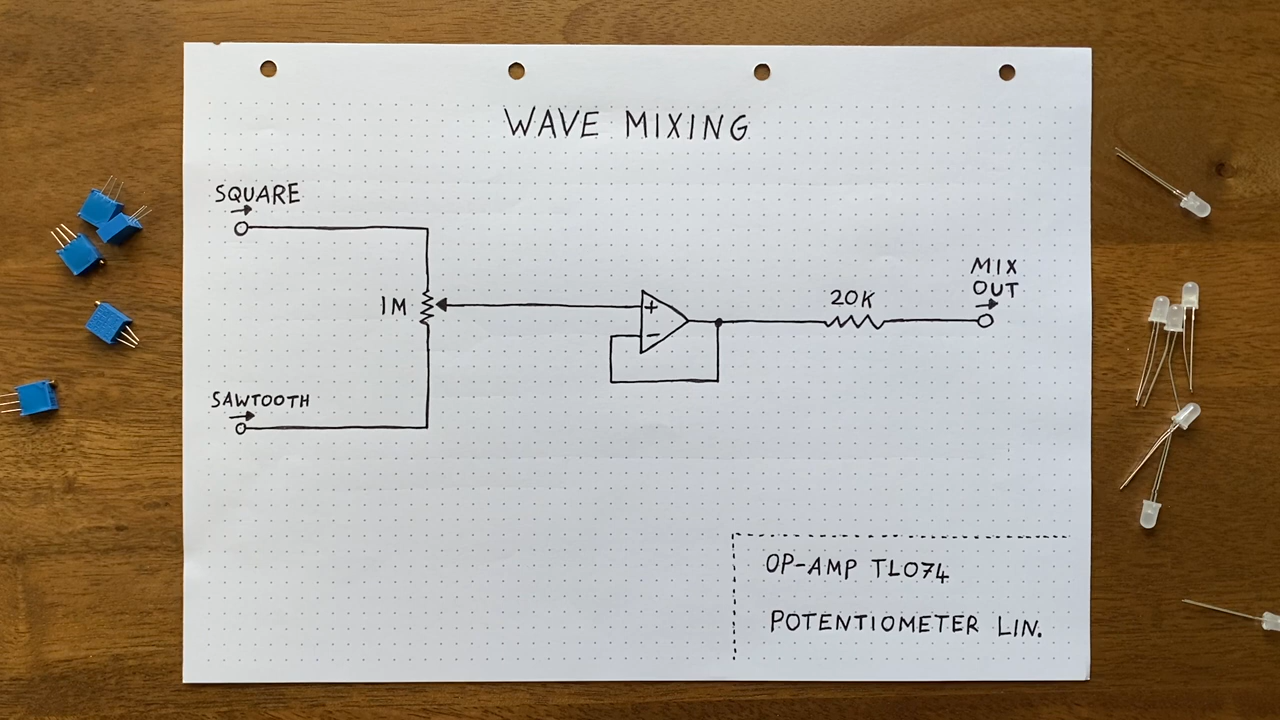 WAVE MIXING
SQUARE
1M
SAWTOOTH
+
−
20K
MIX
OUT
OP-AMP TL074
POTENTIOMETER LIN.